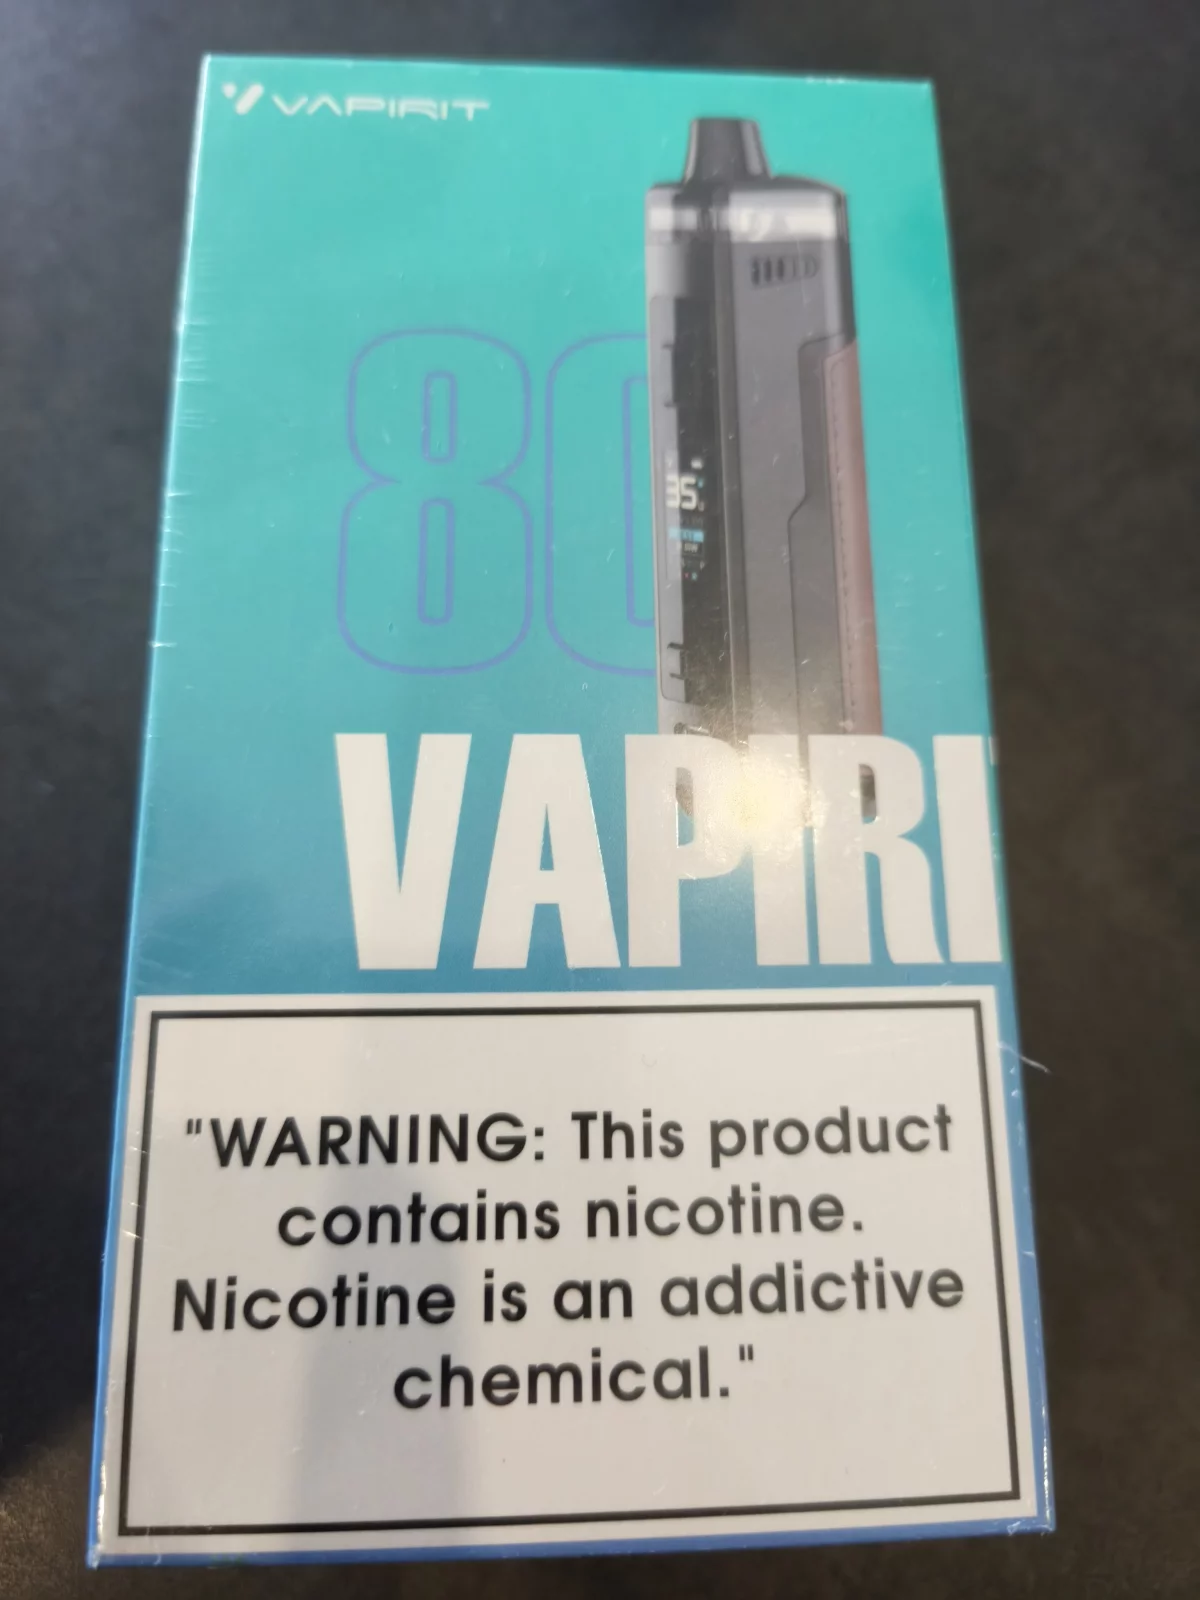 VAPIRIT
80
35
VAPIRI
"WARNING: This product
contains nicotine.
Nicotine is an addictive
chemical."